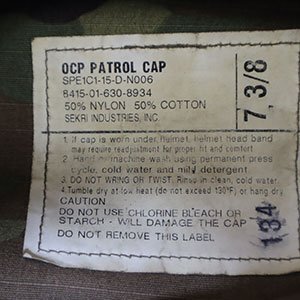 OCP PATROL CAP
SPE1C1-15-D-N006
8415-01-630-8934
50% NYLON 50% COTTON
SEKRI INDUSTRIES, INC.
7 3/8
1. If cap is worn under helmet, helmet head band
may require readjustment for proper fit and comfort
2. Hand or machine wash using permanent press
cycle, cold water and mild detergent
3. DO NOT WRING OR TWIST. Rinse in clean, cold water.
4. Tumble dry at low heat (do not exceed 130°F) or hang dry
CAUTION
DO NOT USE CHLORINE BLEACH OR
STARCH - WILL DAMAGE THE CAP
DO NOT REMOVE THIS LABEL
134